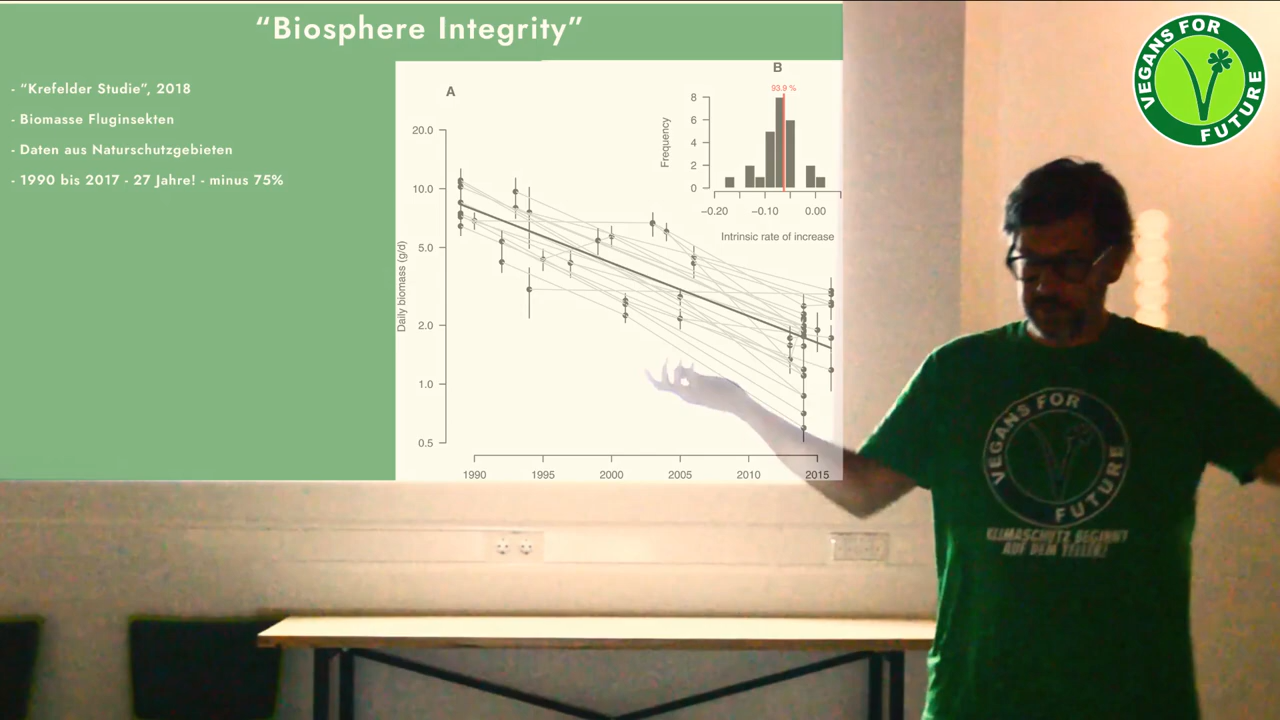 “Biosphere Integrity”
- “Krefelder Studie”, 2018
- Biomasse Fluginsekten
- Daten aus Naturschutzgebieten
- 1990 bis 2017 - 27 Jahre! - minus 75%
A
Daily biomass (g/d)
20.0
10.0
5.0
2.0
1.0
0.5
1990 1995 2000 2005 2010 2015
B
93.9 %
Frequency
8
6
4
2
0
−0.20 −0.10 0.00
Intrinsic rate of increase
VEGANS FOR
FUTURE
VEGANS FOR
FUTURE
KLIMASCHUTZ BEGINNT
AUF DEM TELLER!